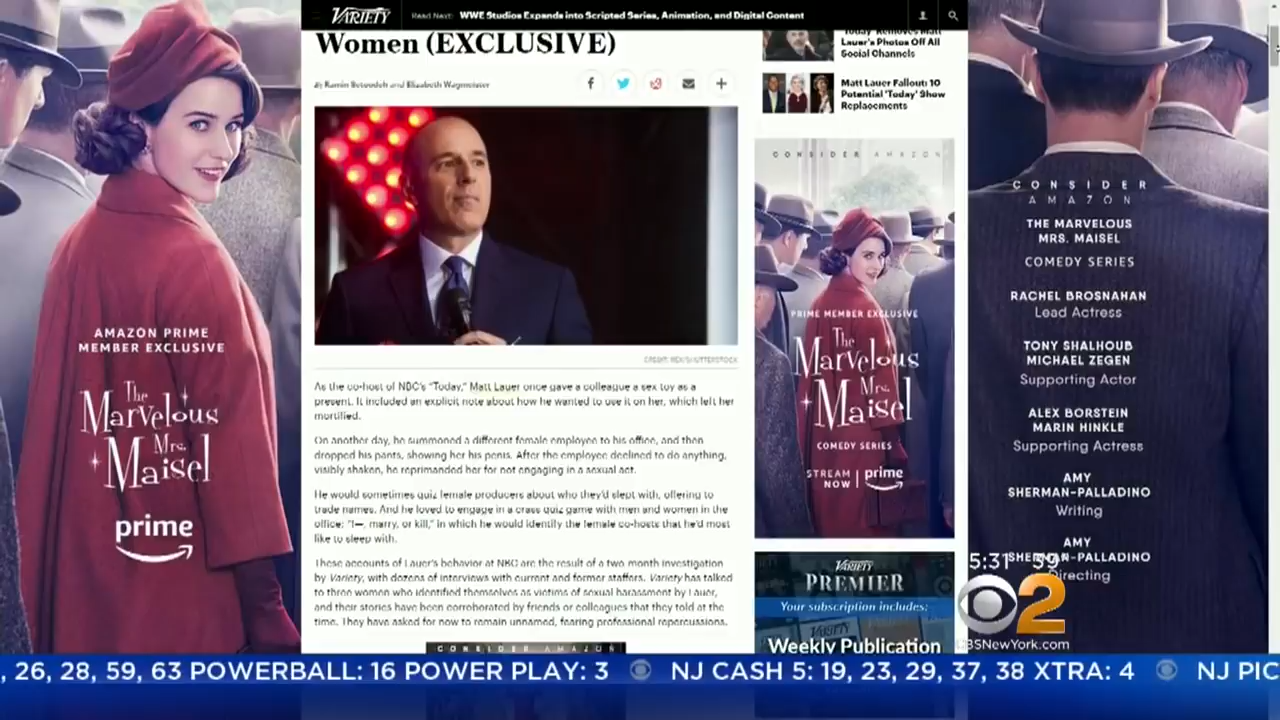 VARIETY
Read Next: WWE Studios Expands into Scripted Series, Animation, and Digital Content
Women (EXCLUSIVE)
By Ramin Setoodeh and Elizabeth Wagmeister
'Today' Removes Matt
Lauer's Photos Off All
Social Channels
Matt Lauer Fallout: 10
Potential 'Today' Show
Replacements
CREDIT: REX/SHUTTERSTOCK
As the co-host of NBC's "Today," Matt Lauer once gave a colleague a sex toy as a
present. It included an explicit note about how he wanted to use it on her, which left her
mortified.
On another day, he summoned a different female employee to his office, and then
dropped his pants, showing her his penis. After the employee declined to do anything,
visibly shaken, he reprimanded her for not engaging in a sexual act.
He would sometimes quiz female producers about who they'd slept with, offering to
trade names. And he loved to engage in a crass quiz game with men and women in the
office: "f—, marry, or kill," in which he would identify the female co-hosts that he'd most
like to sleep with.
These accounts of Lauer's behavior at NBC are the result of a two-month investigation
by Variety, with dozens of interviews with current and former staffers. Variety has talked
to three women who identified themselves as victims of sexual harassment by Lauer,
and their stories have been corroborated by friends or colleagues that they told at the
time. They have asked for now to remain unnamed, fearing professional repercussions.
CONSIDER AMAZON
AMAZON PRIME
MEMBER EXCLUSIVE
The
Marvelous
Mrs.
Maisel
prime
CONSIDER AMAZON
PRIME MEMBER EXCLUSIVE
The
Marvelous
Mrs.
Maisel
COMEDY SERIES
STREAM
NOW | prime
VARIETY
PREMIER
Your subscription includes:
Weekly Publication
CONSIDER
AMAZON
THE MARVELOUS
MRS. MAISEL
COMEDY SERIES
RACHEL BROSNAHAN
Lead Actress
TONY SHALHOUB
MICHAEL ZEGEN
Supporting Actor
ALEX BORSTEIN
MARIN HINKLE
Supporting Actress
AMY
SHERMAN-PALLADINO
Writing
AMY
SHERMAN-PALLADINO
Directing
5:31 39
2
CBSNewYork.com
, 26, 28, 59, 63 POWERBALL: 16 POWER PLAY: 3 NJ CASH 5: 19, 23, 29, 37, 38 XTRA: 4 NJ PIC